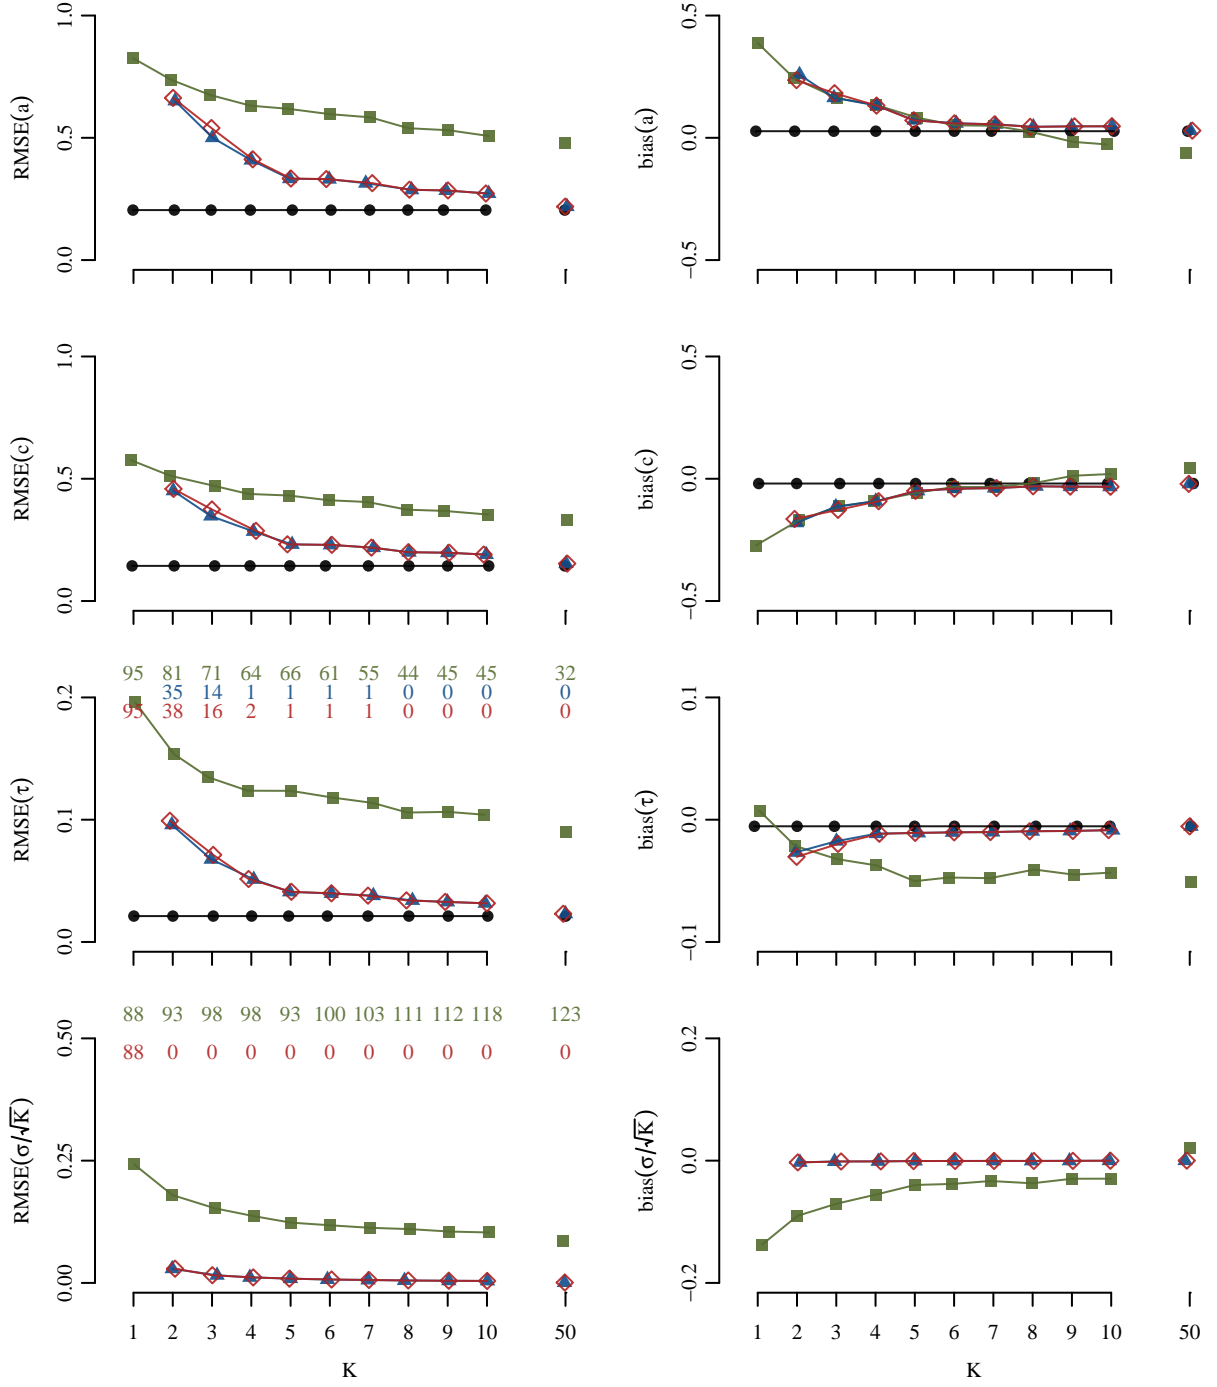 RMSE(a)
0.0 0.5 1.0
bias(a)
−0.5 0.0 0.5
RMSE(c)
0.0 0.5 1.0
bias(c)
−0.5 0.0 0.5
95 81 71 64 66 61 55 44 45 45 32
35 14 1 1 1 1 0 0 0 0
95 38 16 2 1 1 1 0 0 0 0
RMSE(τ)
0.0 0.1 0.2
bias(τ)
−0.1 0.0 0.1
88 93 98 98 93 100 103 111 112 118 123
88 0 0 0 0 0 0 0 0 0 0
RMSE(σ/√K)
0.00 0.25 0.50
1 2 3 4 5 6 7 8 9 10 50
K
bias(σ/√K)
−0.2 0.0 0.2
1 2 3 4 5 6 7 8 9 10 50
K